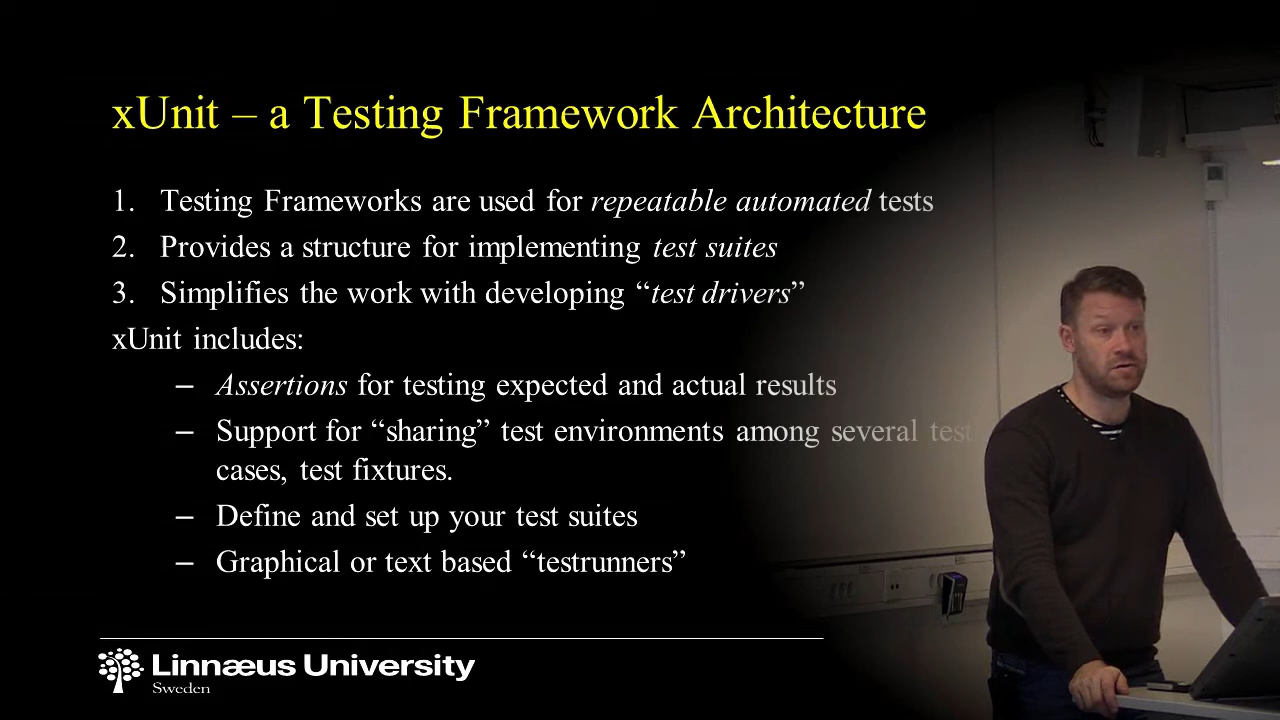 xUnit – a Testing Framework Architecture
1. Testing Frameworks are used for repeatable automated tests
2. Provides a structure for implementing test suites
3. Simplifies the work with developing “test drivers”
xUnit includes:
– Assertions for testing expected and actual results
– Support for “sharing” test environments among several test
cases, test fixtures.
– Define and set up your test suites
– Graphical or text based “testrunners”
Linnæus University
Sweden